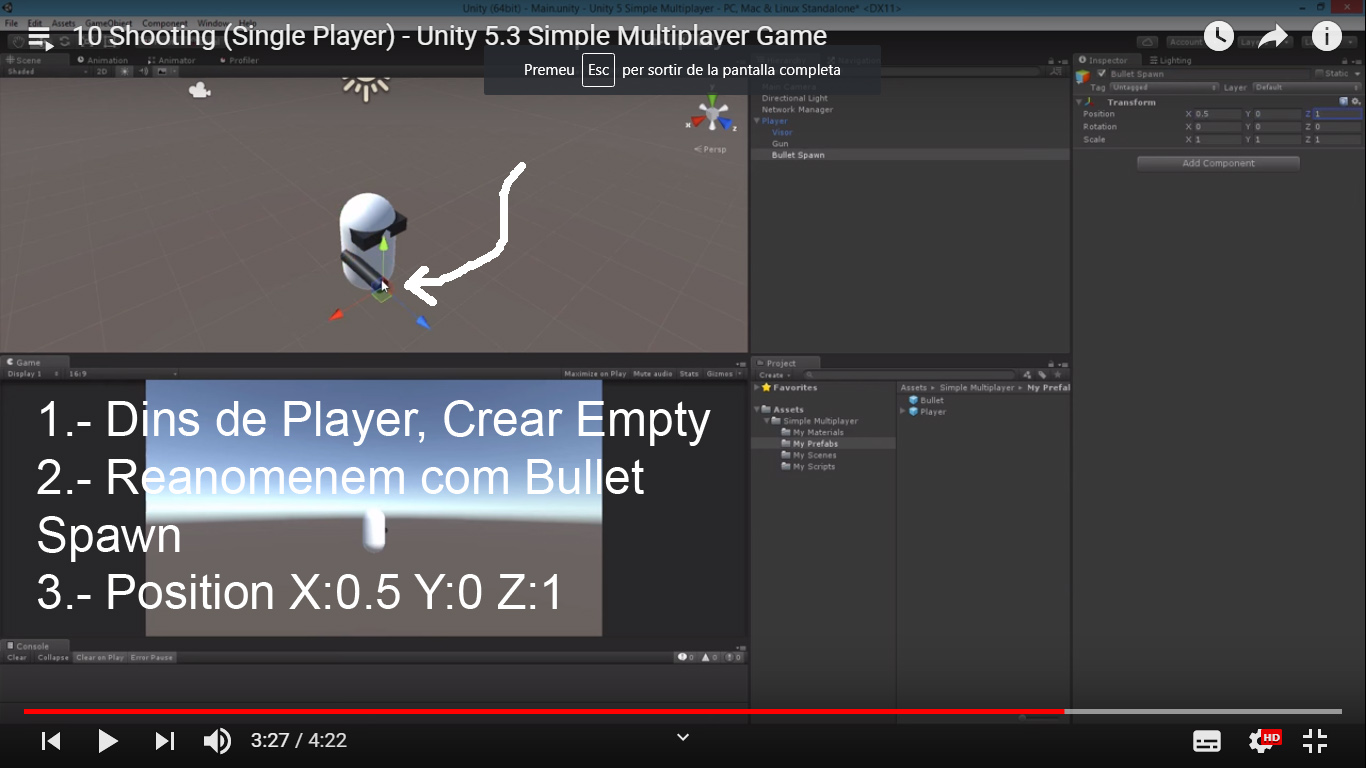 Unity (64bit) - Main.unity - Unity 5 Simple Multiplayer - PC, Mac & Linux Standalone* <DX11>
File Edit Assets GameObject Component Window Help
10 Shooting (Single Player) - Unity 5.3 Simple Multiplayer Game
Premeu Esc per sortir de la pantalla completa
Account
Scene Animation Animator Profiler
Shaded 2D
Persp
x
z
Main Camera
Directional Light
Network Manager
Player
Visor
Gun
Bullet Spawn
Inspector Lighting
Bullet Spawn Static
Tag Untagged Layer Default
Transform
Position X 0.5 Y 0 Z 1
Rotation X 0 Y 0 Z 0
Scale X 1 Y 1 Z 1
Add Component
Game
Display 1 16:9 Maximize on Play Mute audio Stats Gizmos
1.- Dins de Player, Crear Empty
2.- Reanomenem com Bullet
Spawn
3.- Position X:0.5 Y:0 Z:1
Project
Create
Favorites
Assets
Simple Multiplayer
My Materials
My Prefabs
My Scenes
My Scripts
Assets Simple Multiplayer My Prefal
Bullet
Player
Console
Clear Collapse Clear on Play Error Pause 0 0 0
3:27 / 4:22
HD